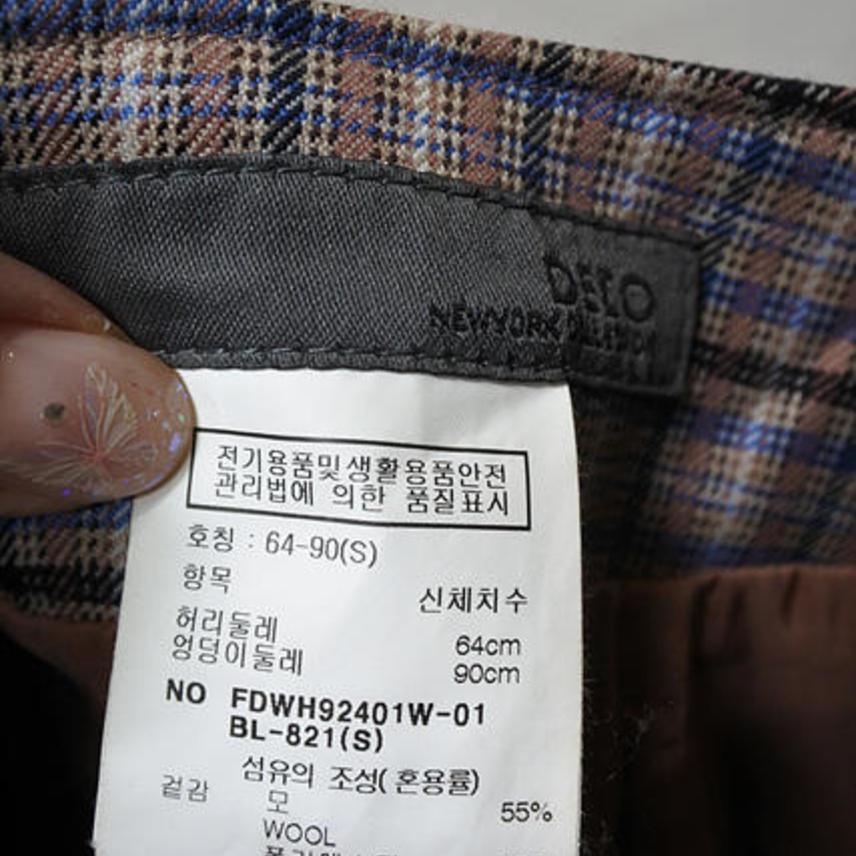 DECO
NEWYORK
전기용품및생활용품안전
관리법에 의한 품질표시
호칭 : 64-90(S)
항목
신체치수
허리둘레 64cm
엉덩이둘레 90cm
NO FDWH92401W-01
BL-821(S)
섬유의 조성(혼용률)
겉감 모 55%
WOOL